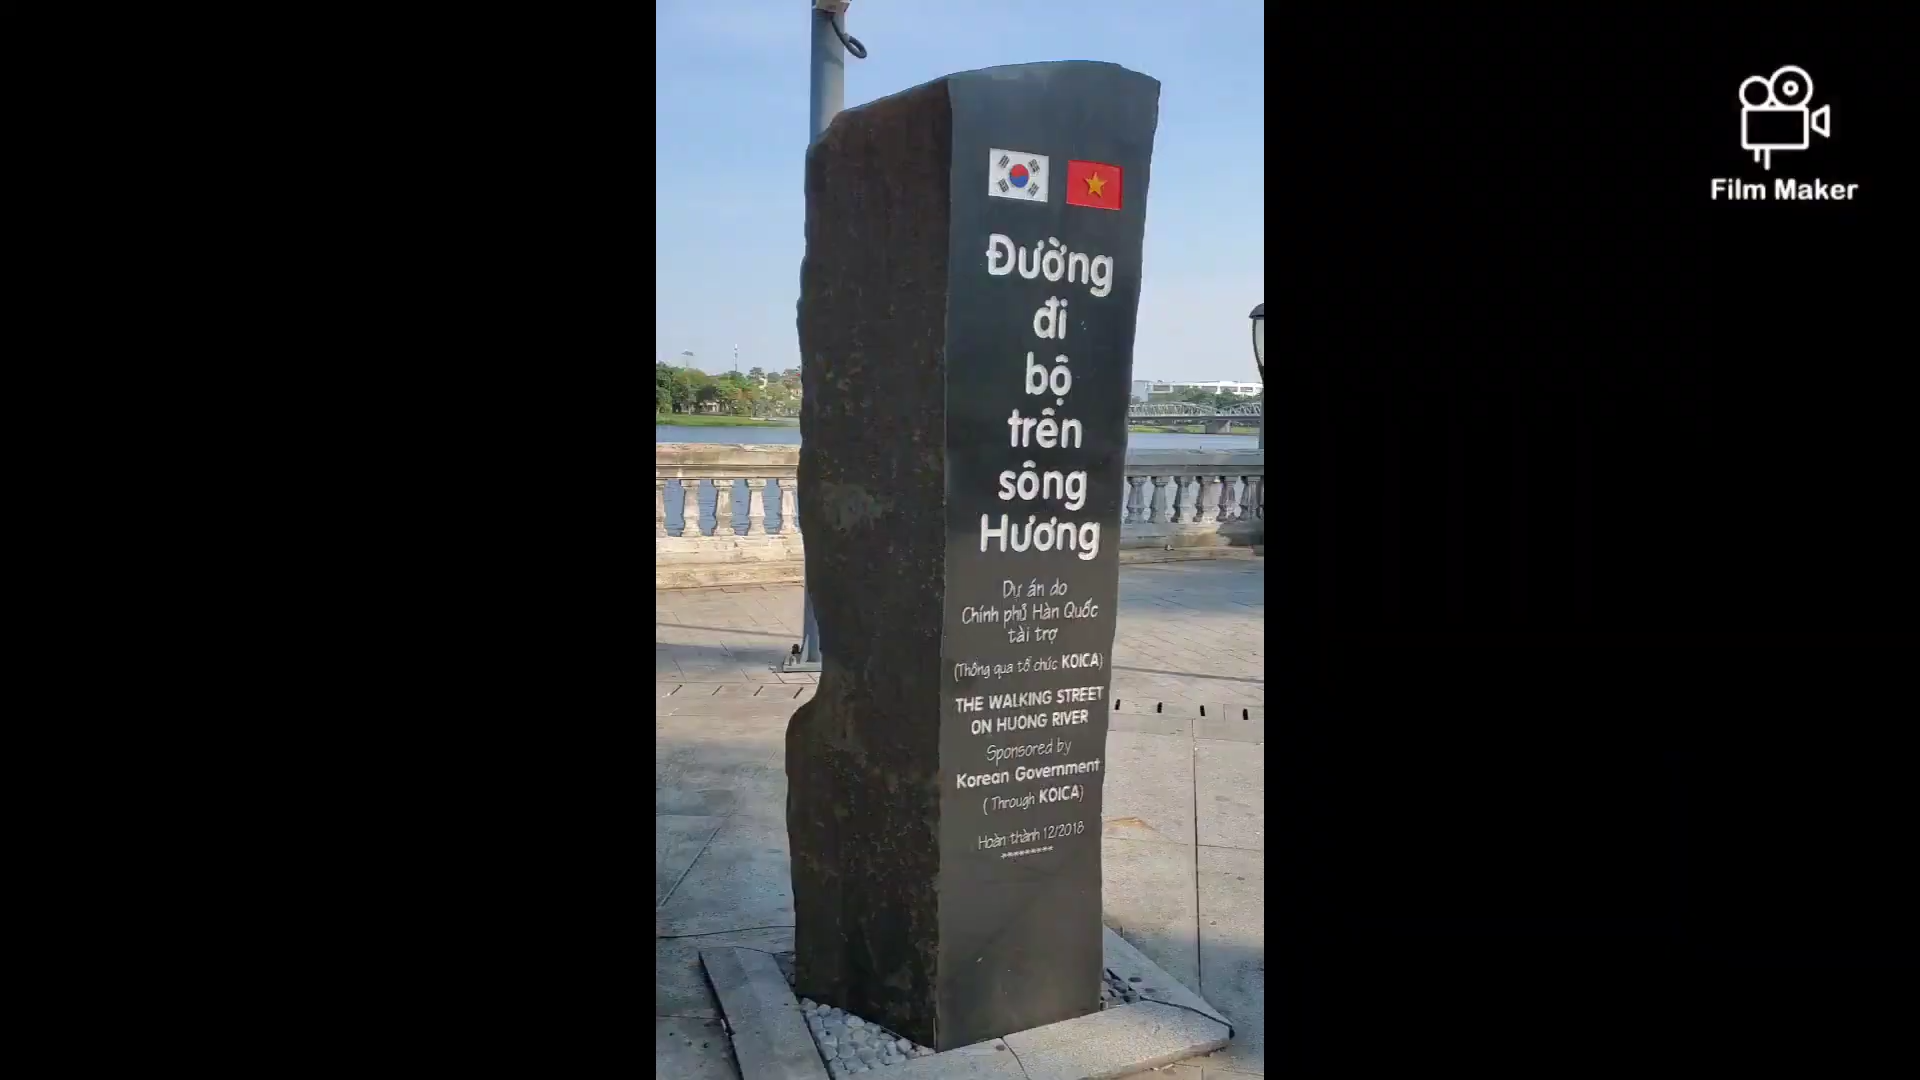 Đường
đi
bộ
trên
sông
Hương
Dự án do
Chính phủ Hàn Quốc
tài trợ
(Thông qua tổ chức KOICA)
THE WALKING STREET
ON HUONG RIVER
Sponsored by
Korean Government
( Through KOICA)
Hoàn thành 12/2018
*********
Film Maker